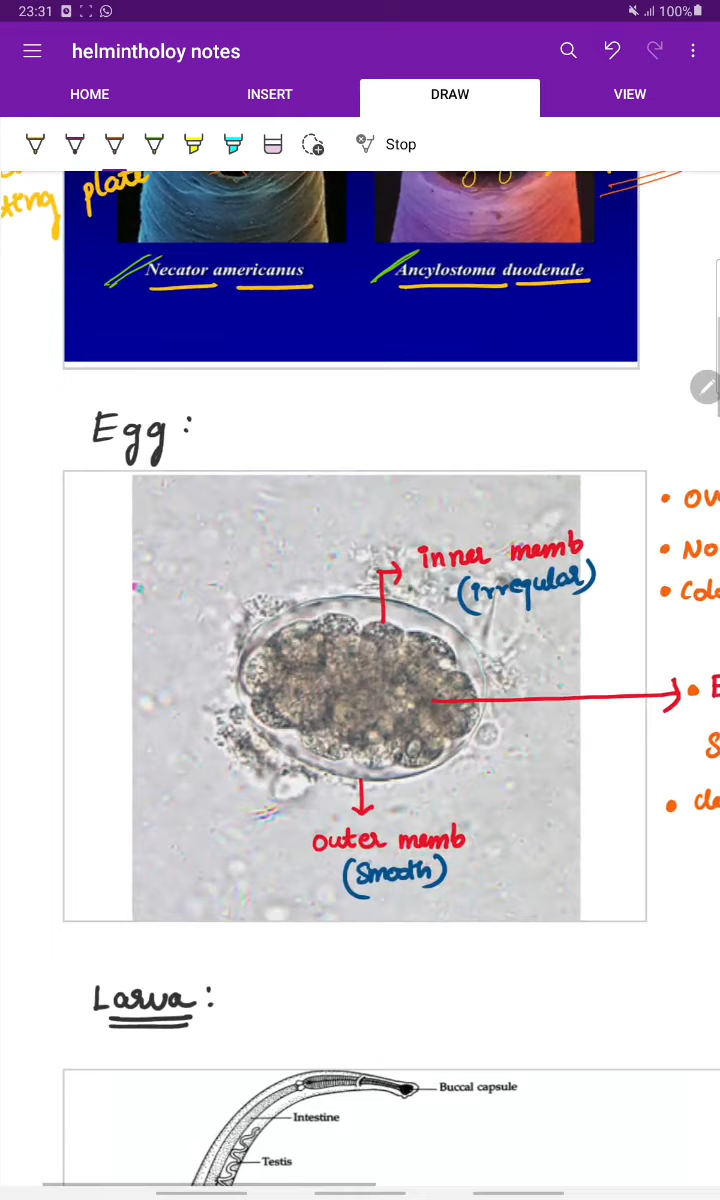 23:31
100%
helmintholoy notes
HOME INSERT DRAW VIEW
Stop
plate
Necator americanus
Ancylostoma duodenale
Egg :
inner memb
(irregular)
• No
outer memb
(smooth)
Larva :
Buccal capsule
Intestine
Testis